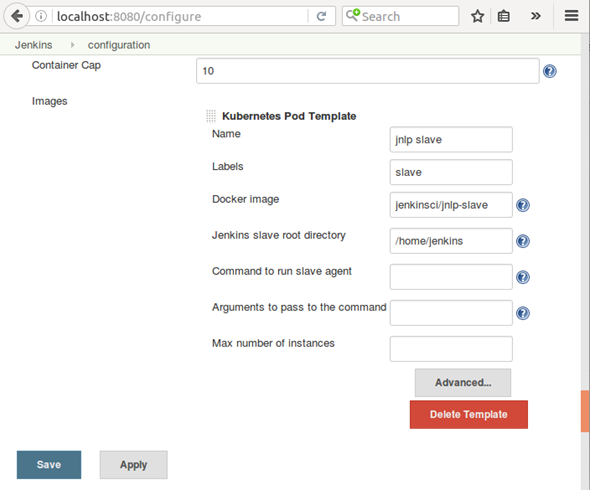 localhost:8080/configure
Search
Jenkins configuration
Container Cap 10
Images
Kubernetes Pod Template
Name jnlp slave
Labels slave
Docker image jenkinsci/jnlp-slave
Jenkins slave root directory /home/jenkins
Command to run slave agent
Arguments to pass to the command
Max number of instances
Advanced...
Delete Template
Save Apply